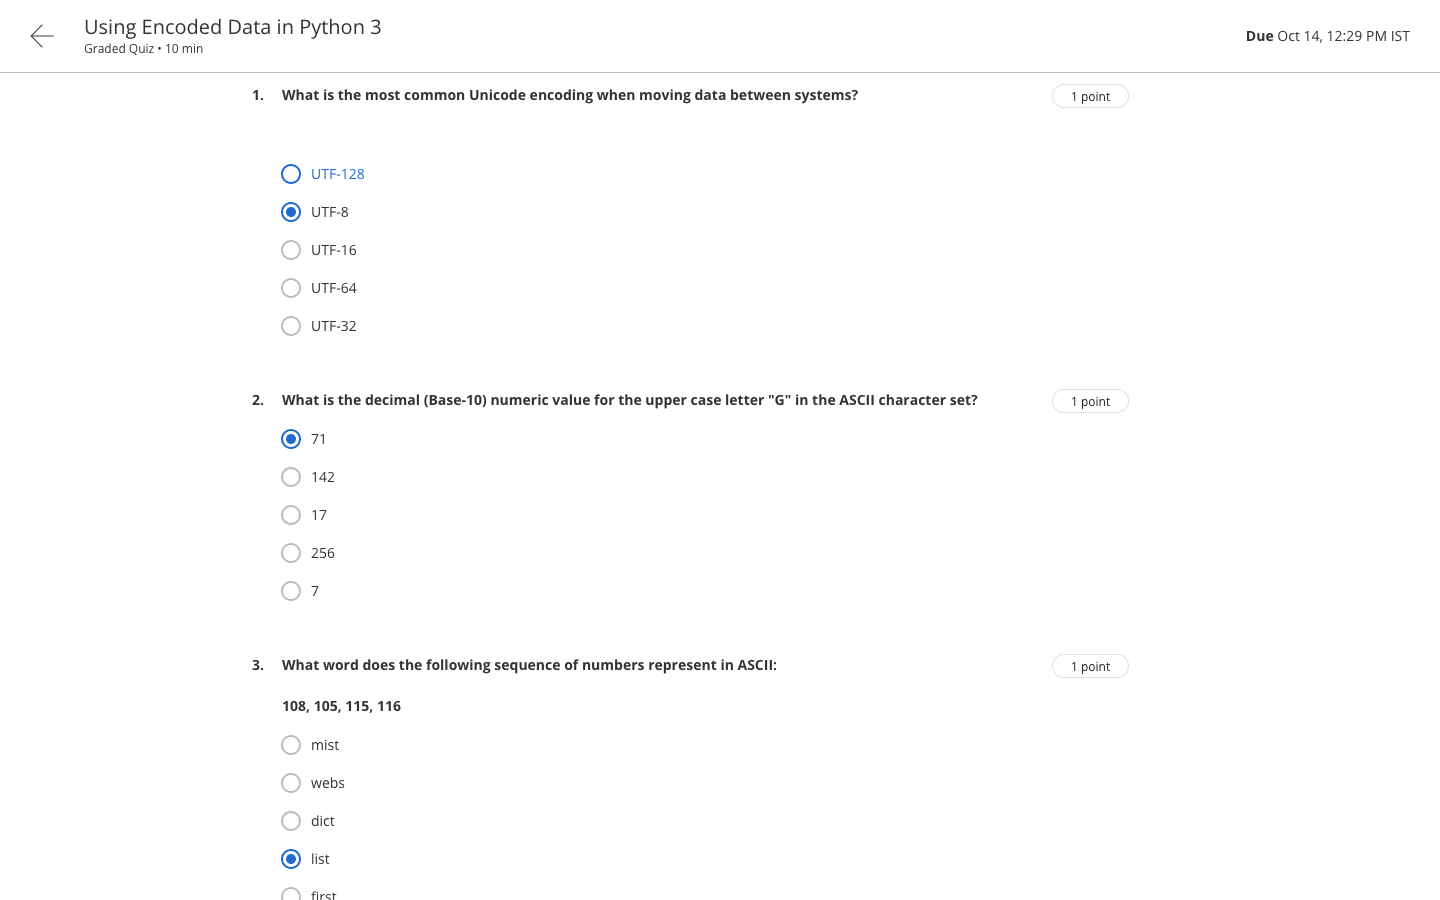 Using Encoded Data in Python 3
Graded Quiz • 10 min
Due Oct 14, 12:29 PM IST
1. What is the most common Unicode encoding when moving data between systems?
1 point
UTF-128
UTF-8
UTF-16
UTF-64
UTF-32
2. What is the decimal (Base-10) numeric value for the upper case letter "G" in the ASCII character set?
1 point
71
142
17
256
7
3. What word does the following sequence of numbers represent in ASCII:
1 point
108, 105, 115, 116
mist
webs
dict
list
first